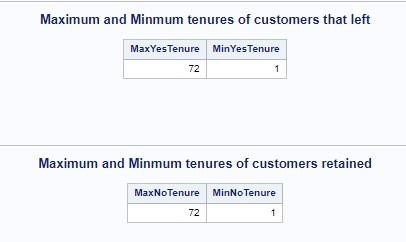 Maximum and Minmum tenures of customers that left
MaxYesTenure MinYesTenure
72 1
Maximum and Minmum tenures of customers retained
MaxNoTenure MinNoTenure
72 1